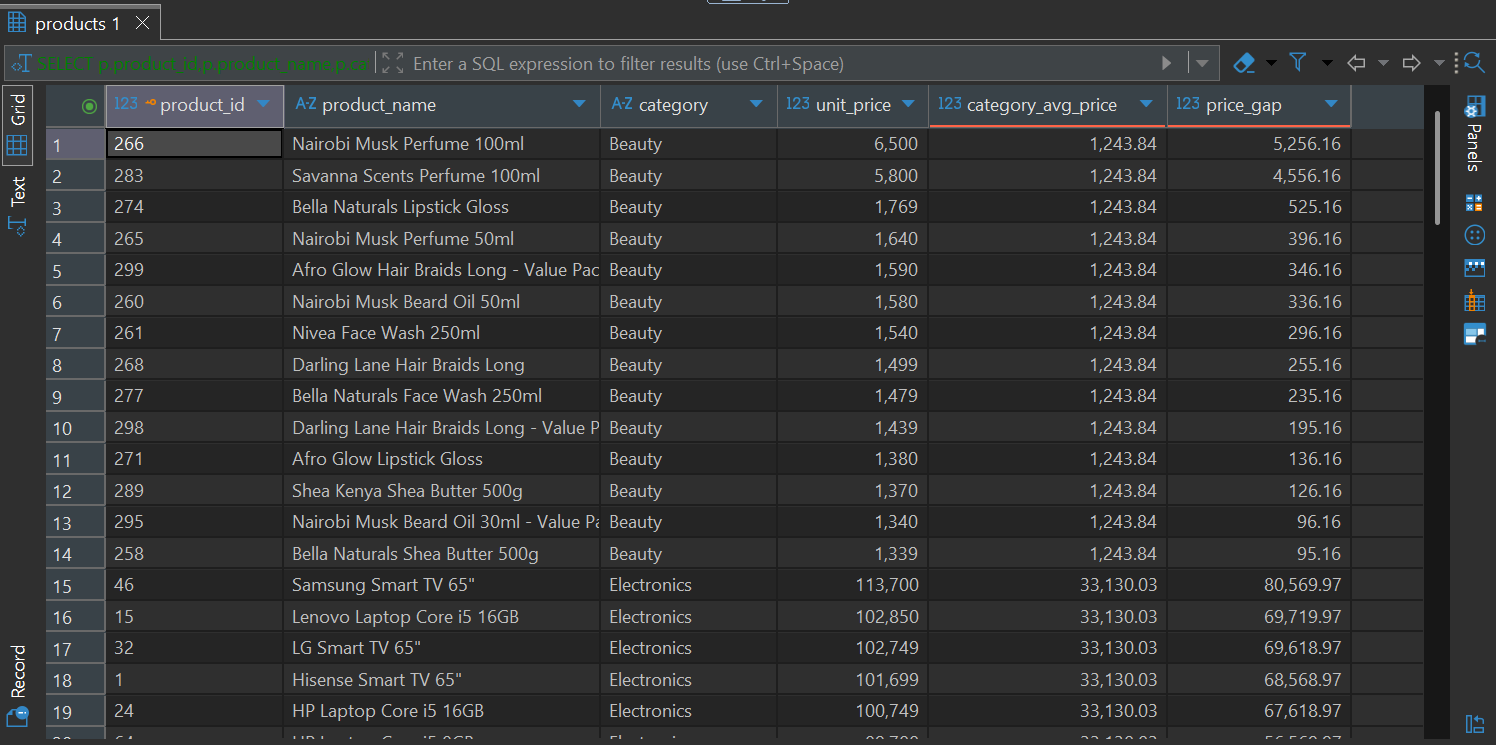 products 1
SELECT p.product_id,p.product_name,p.ca Enter a SQL expression to filter results (use Ctrl+Space)
Grid
Text
Record
Panels
123 product_id A-Z product_name A-Z category 123 unit_price 123 category_avg_price 123 price_gap
1 266 Nairobi Musk Perfume 100ml Beauty 6,500 1,243.84 5,256.16
2 283 Savanna Scents Perfume 100ml Beauty 5,800 1,243.84 4,556.16
3 274 Bella Naturals Lipstick Gloss Beauty 1,769 1,243.84 525.16
4 265 Nairobi Musk Perfume 50ml Beauty 1,640 1,243.84 396.16
5 299 Afro Glow Hair Braids Long - Value Pac Beauty 1,590 1,243.84 346.16
6 260 Nairobi Musk Beard Oil 50ml Beauty 1,580 1,243.84 336.16
7 261 Nivea Face Wash 250ml Beauty 1,540 1,243.84 296.16
8 268 Darling Lane Hair Braids Long Beauty 1,499 1,243.84 255.16
9 277 Bella Naturals Face Wash 250ml Beauty 1,479 1,243.84 235.16
10 298 Darling Lane Hair Braids Long - Value P Beauty 1,439 1,243.84 195.16
11 271 Afro Glow Lipstick Gloss Beauty 1,380 1,243.84 136.16
12 289 Shea Kenya Shea Butter 500g Beauty 1,370 1,243.84 126.16
13 295 Nairobi Musk Beard Oil 30ml - Value Pa Beauty 1,340 1,243.84 96.16
14 258 Bella Naturals Shea Butter 500g Beauty 1,339 1,243.84 95.16
15 46 Samsung Smart TV 65" Electronics 113,700 33,130.03 80,569.97
16 15 Lenovo Laptop Core i5 16GB Electronics 102,850 33,130.03 69,719.97
17 32 LG Smart TV 65" Electronics 102,749 33,130.03 69,618.97
18 1 Hisense Smart TV 65" Electronics 101,699 33,130.03 68,568.97
19 24 HP Laptop Core i5 16GB Electronics 100,749 33,130.03 67,618.97